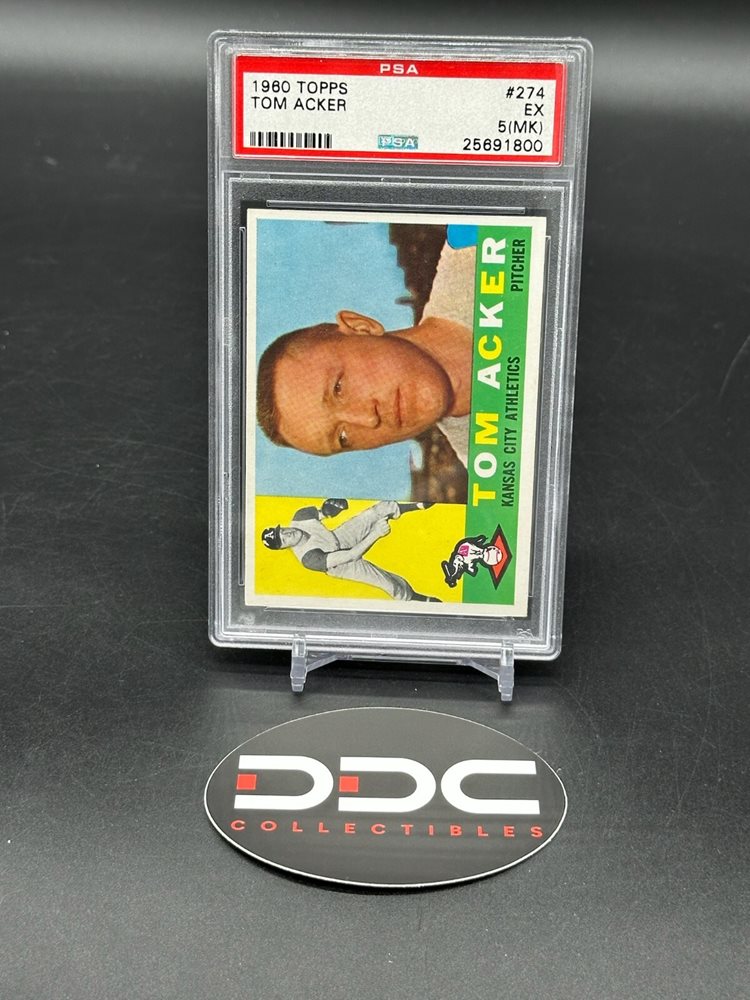 PSA
1960 TOPPS #274
TOM ACKER EX
5(MK)
PSA 25691800
TOM ACKER
KANSAS CITY ATHLETICS PITCHER
A
DDC
COLLECTIBLES